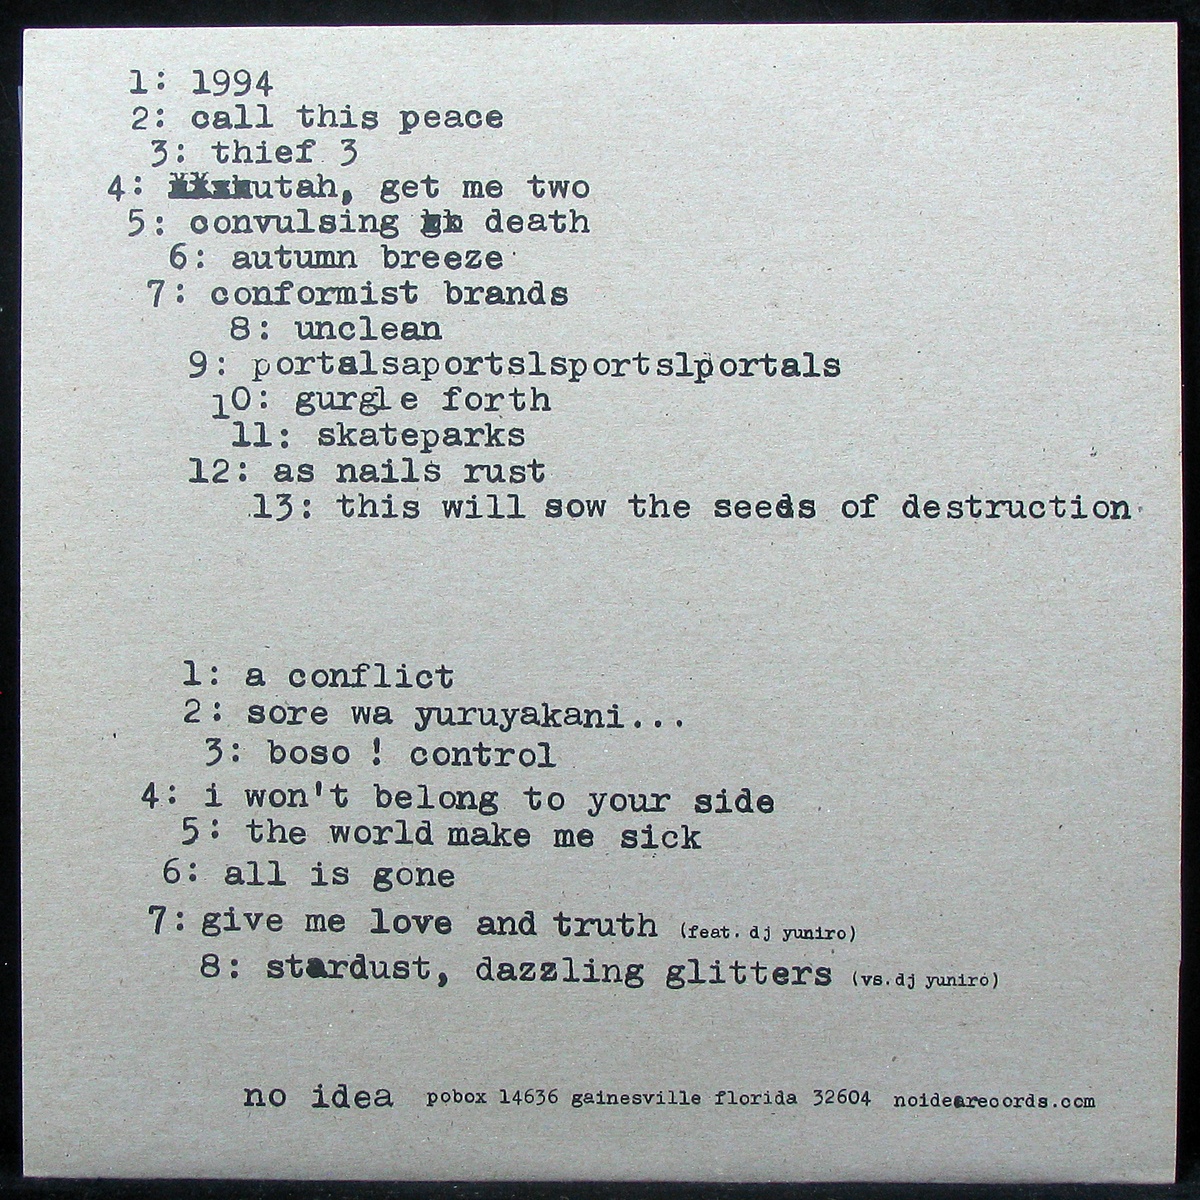 1: 1994
2: call this peace
3: thief 3
4: utah, get me two
5: convulsing death
6: autumn breeze
7: conformist brands
8: unclean
9: portalsaportslsportslportals
10: gurgle forth
11: skateparks
12: as nails rust
13: this will sow the seeds of destruction
1: a conflict
2: sore wa yuruyakani...
3: boso ! control
4: i won't belong to your side
5: the world make me sick
6: all is gone
7: give me love and truth (feat. dj yuniro)
8: stardust, dazzling glitters (vs. dj yuniro)
no idea pobox 14636 gainesville florida 32604 noidearecords.com